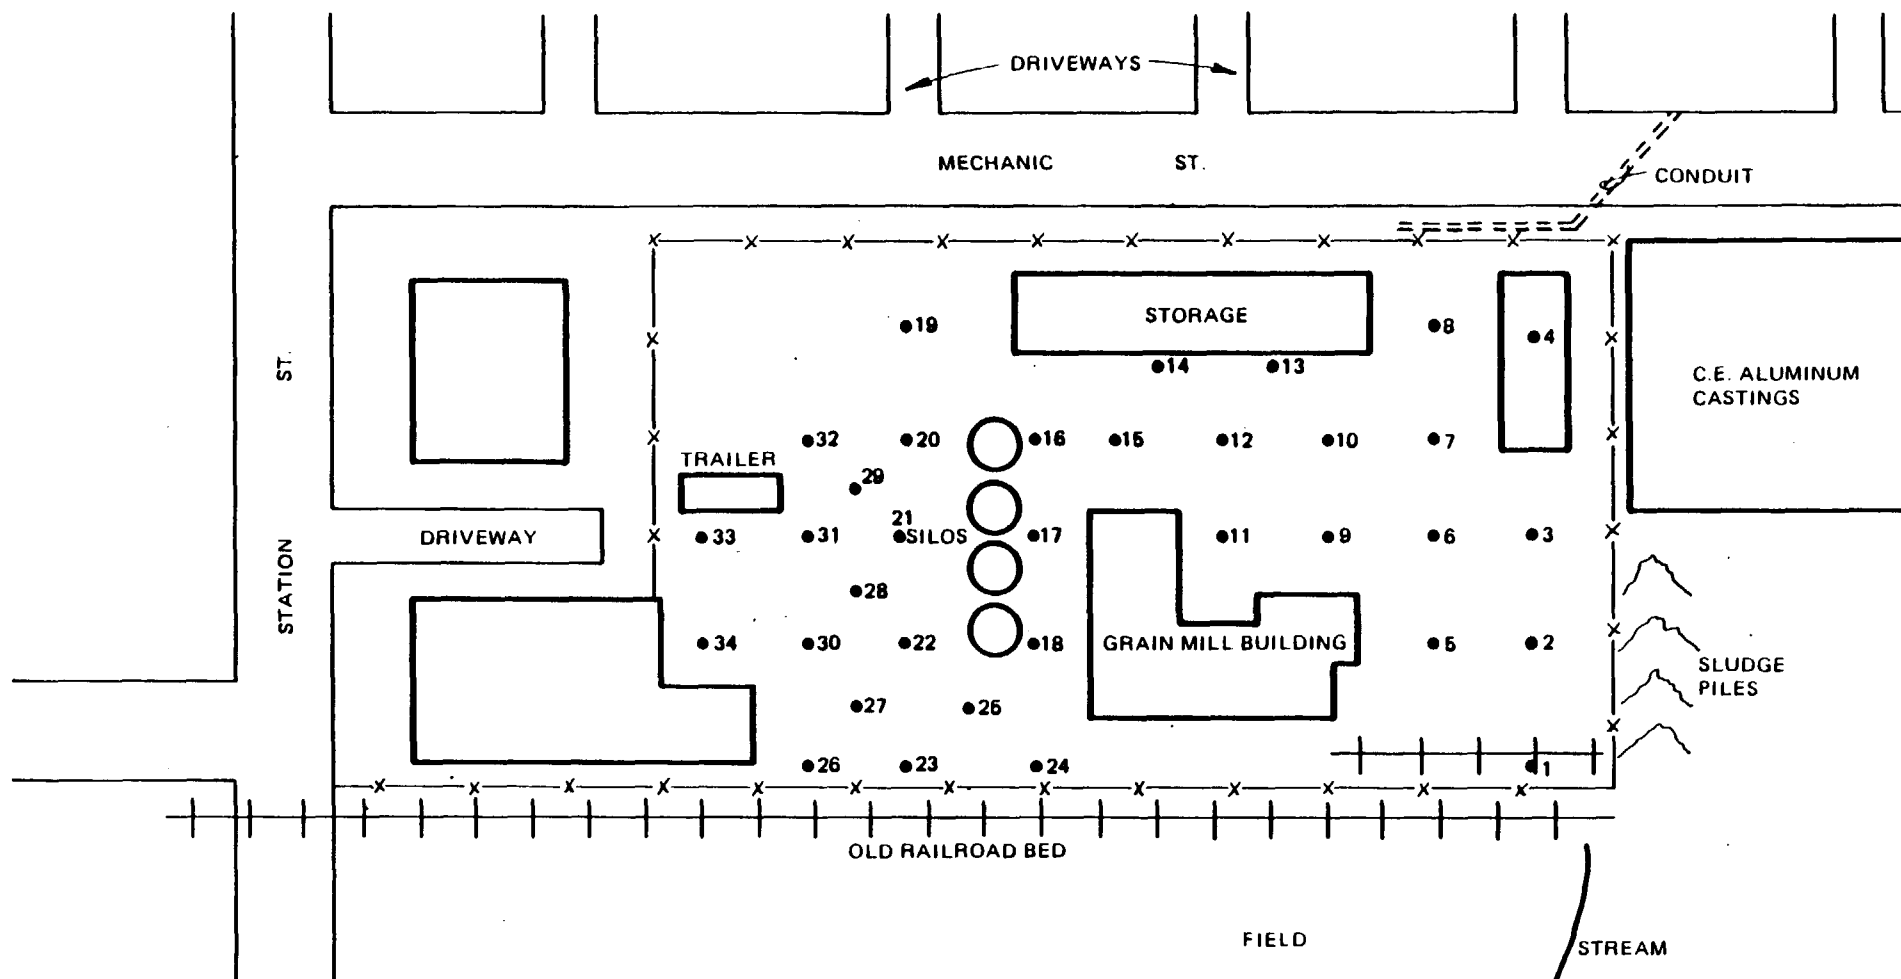 DRIVEWAYS
MECHANIC ST.
CONDUIT
19
STORAGE
8
4
14
13
C.E. ALUMINUM
CASTINGS
ST.
32
20
16
15
12
10
7
TRAILER
29
21
DRIVEWAY
33
31
SILOS
17
11
9
6
3
STATION
28
34
30
22
18
GRAIN MILL BUILDING
5
2
SLUDGE
PILES
27
25
26
23
24
1
OLD RAILROAD BED
FIELD
STREAM